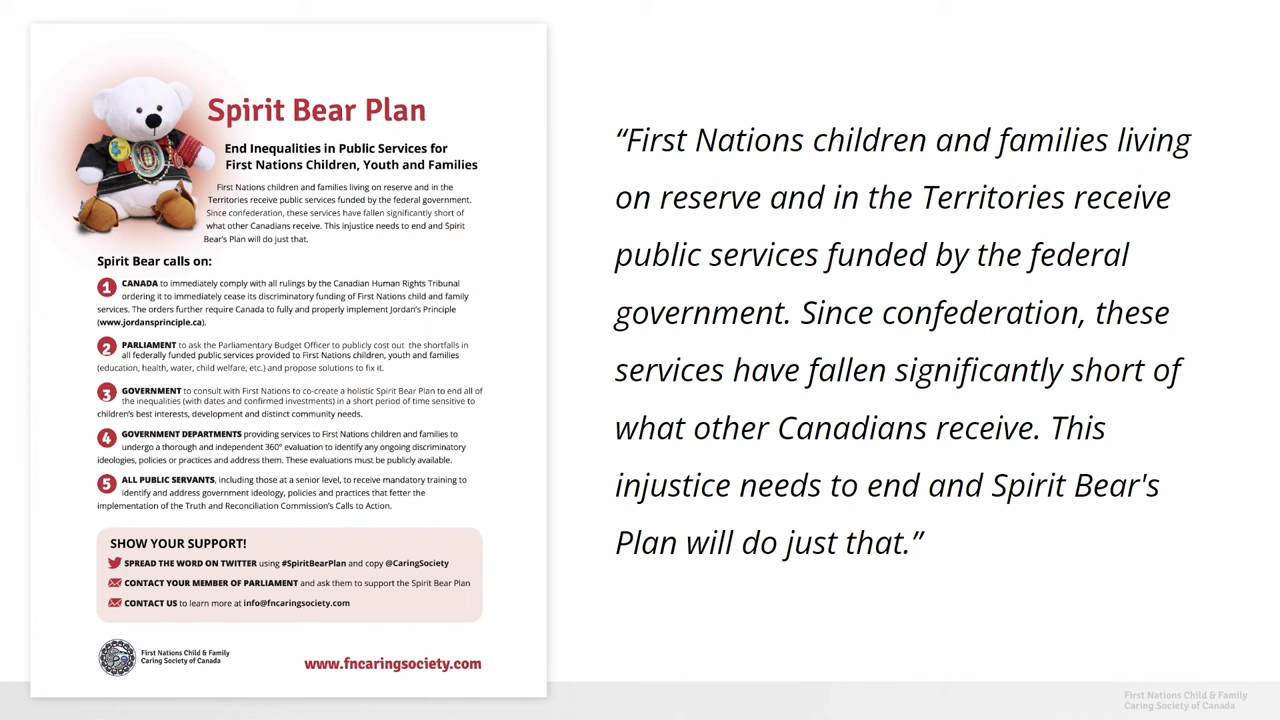 Spirit Bear Plan
End Inequalities in Public Services for
First Nations Children, Youth and Families
First Nations children and families living on reserve and in the
Territories receive public services funded by the federal government.
Since confederation, these services have fallen significantly short of
what other Canadians receive. This injustice needs to end and Spirit
Bear's Plan will do just that.
Spirit Bear calls on:
1 CANADA to immediately comply with all rulings by the Canadian Human Rights Tribunal
ordering it to immediately cease its discriminatory funding of First Nations child and family
services. The orders further require Canada to fully and properly implement Jordan's Principle
(www.jordansprinciple.ca).
2 PARLIAMENT to ask the Parliamentary Budget Officer to publicly cost out the shortfalls in
all federally funded public services provided to First Nations children, youth and families
(education, health, water, child welfare, etc.) and propose solutions to fix it.
3 GOVERNMENT to consult with First Nations to co-create a holistic Spirit Bear Plan to end all of
the inequalities (with dates and confirmed investments) in a short period of time sensitive to
children's best interests, development and distinct community needs.
4 GOVERNMENT DEPARTMENTS providing services to First Nations children and families to
undergo a thorough and independent 360° evaluation to identify any ongoing discriminatory
ideologies, policies or practices and address them. These evaluations must be publicly available.
5 ALL PUBLIC SERVANTS, including those at a senior level, to receive mandatory training to
identify and address government ideology, policies and practices that fetter the
implementation of the Truth and Reconciliation Commission's Calls to Action.
SHOW YOUR SUPPORT!
SPREAD THE WORD ON TWITTER using #SpiritBearPlan and copy @CaringSociety
CONTACT YOUR MEMBER OF PARLIAMENT and ask them to support the Spirit Bear Plan
CONTACT US to learn more at info@fncaringsociety.com
First Nations Child & Family
Caring Society of Canada
www.fncaringsociety.com
“First Nations children and families living
on reserve and in the Territories receive
public services funded by the federal
government. Since confederation, these
services have fallen significantly short of
what other Canadians receive. This
injustice needs to end and Spirit Bear's
Plan will do just that.”
First Nations Child & Family
Caring Society of Canada